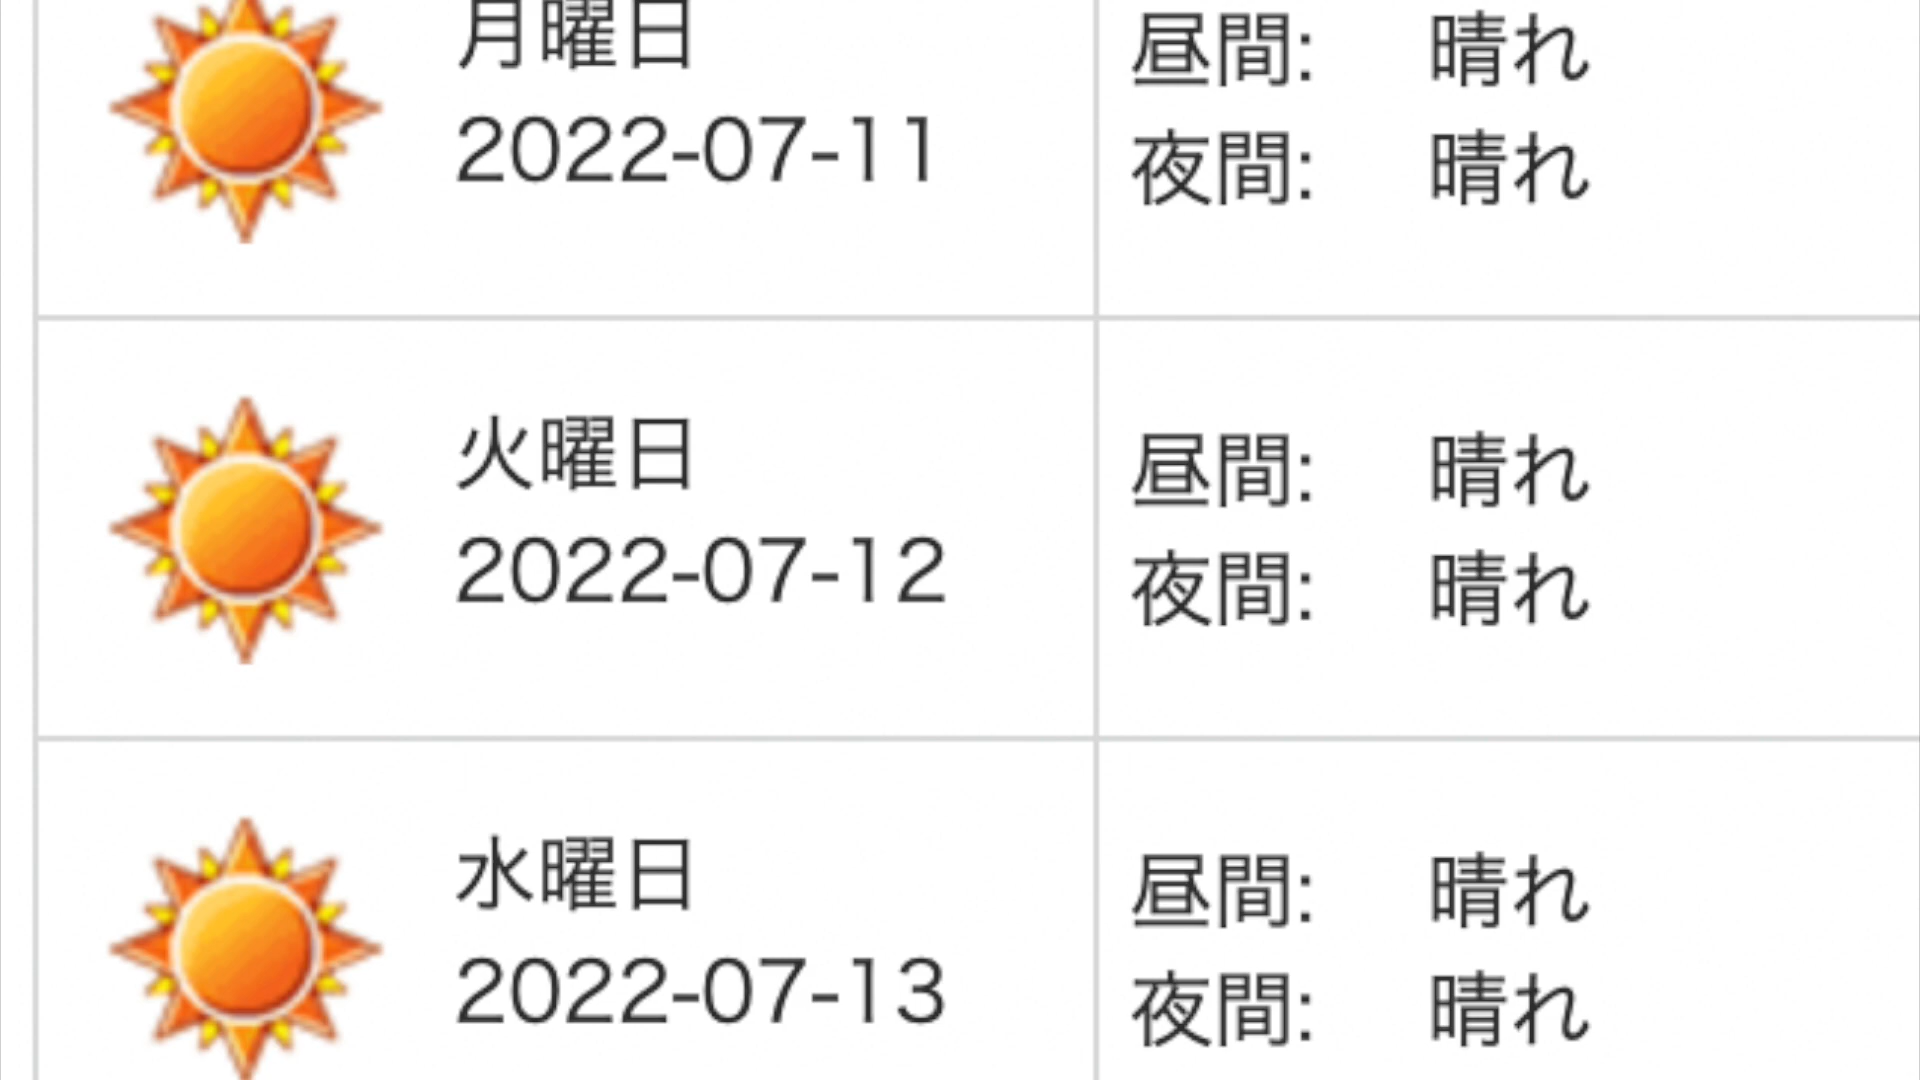 月曜日
2022-07-11
昼間: 晴れ
夜間: 晴れ
火曜日
2022-07-12
昼間: 晴れ
夜間: 晴れ
水曜日
2022-07-13
昼間: 晴れ
夜間: 晴れ